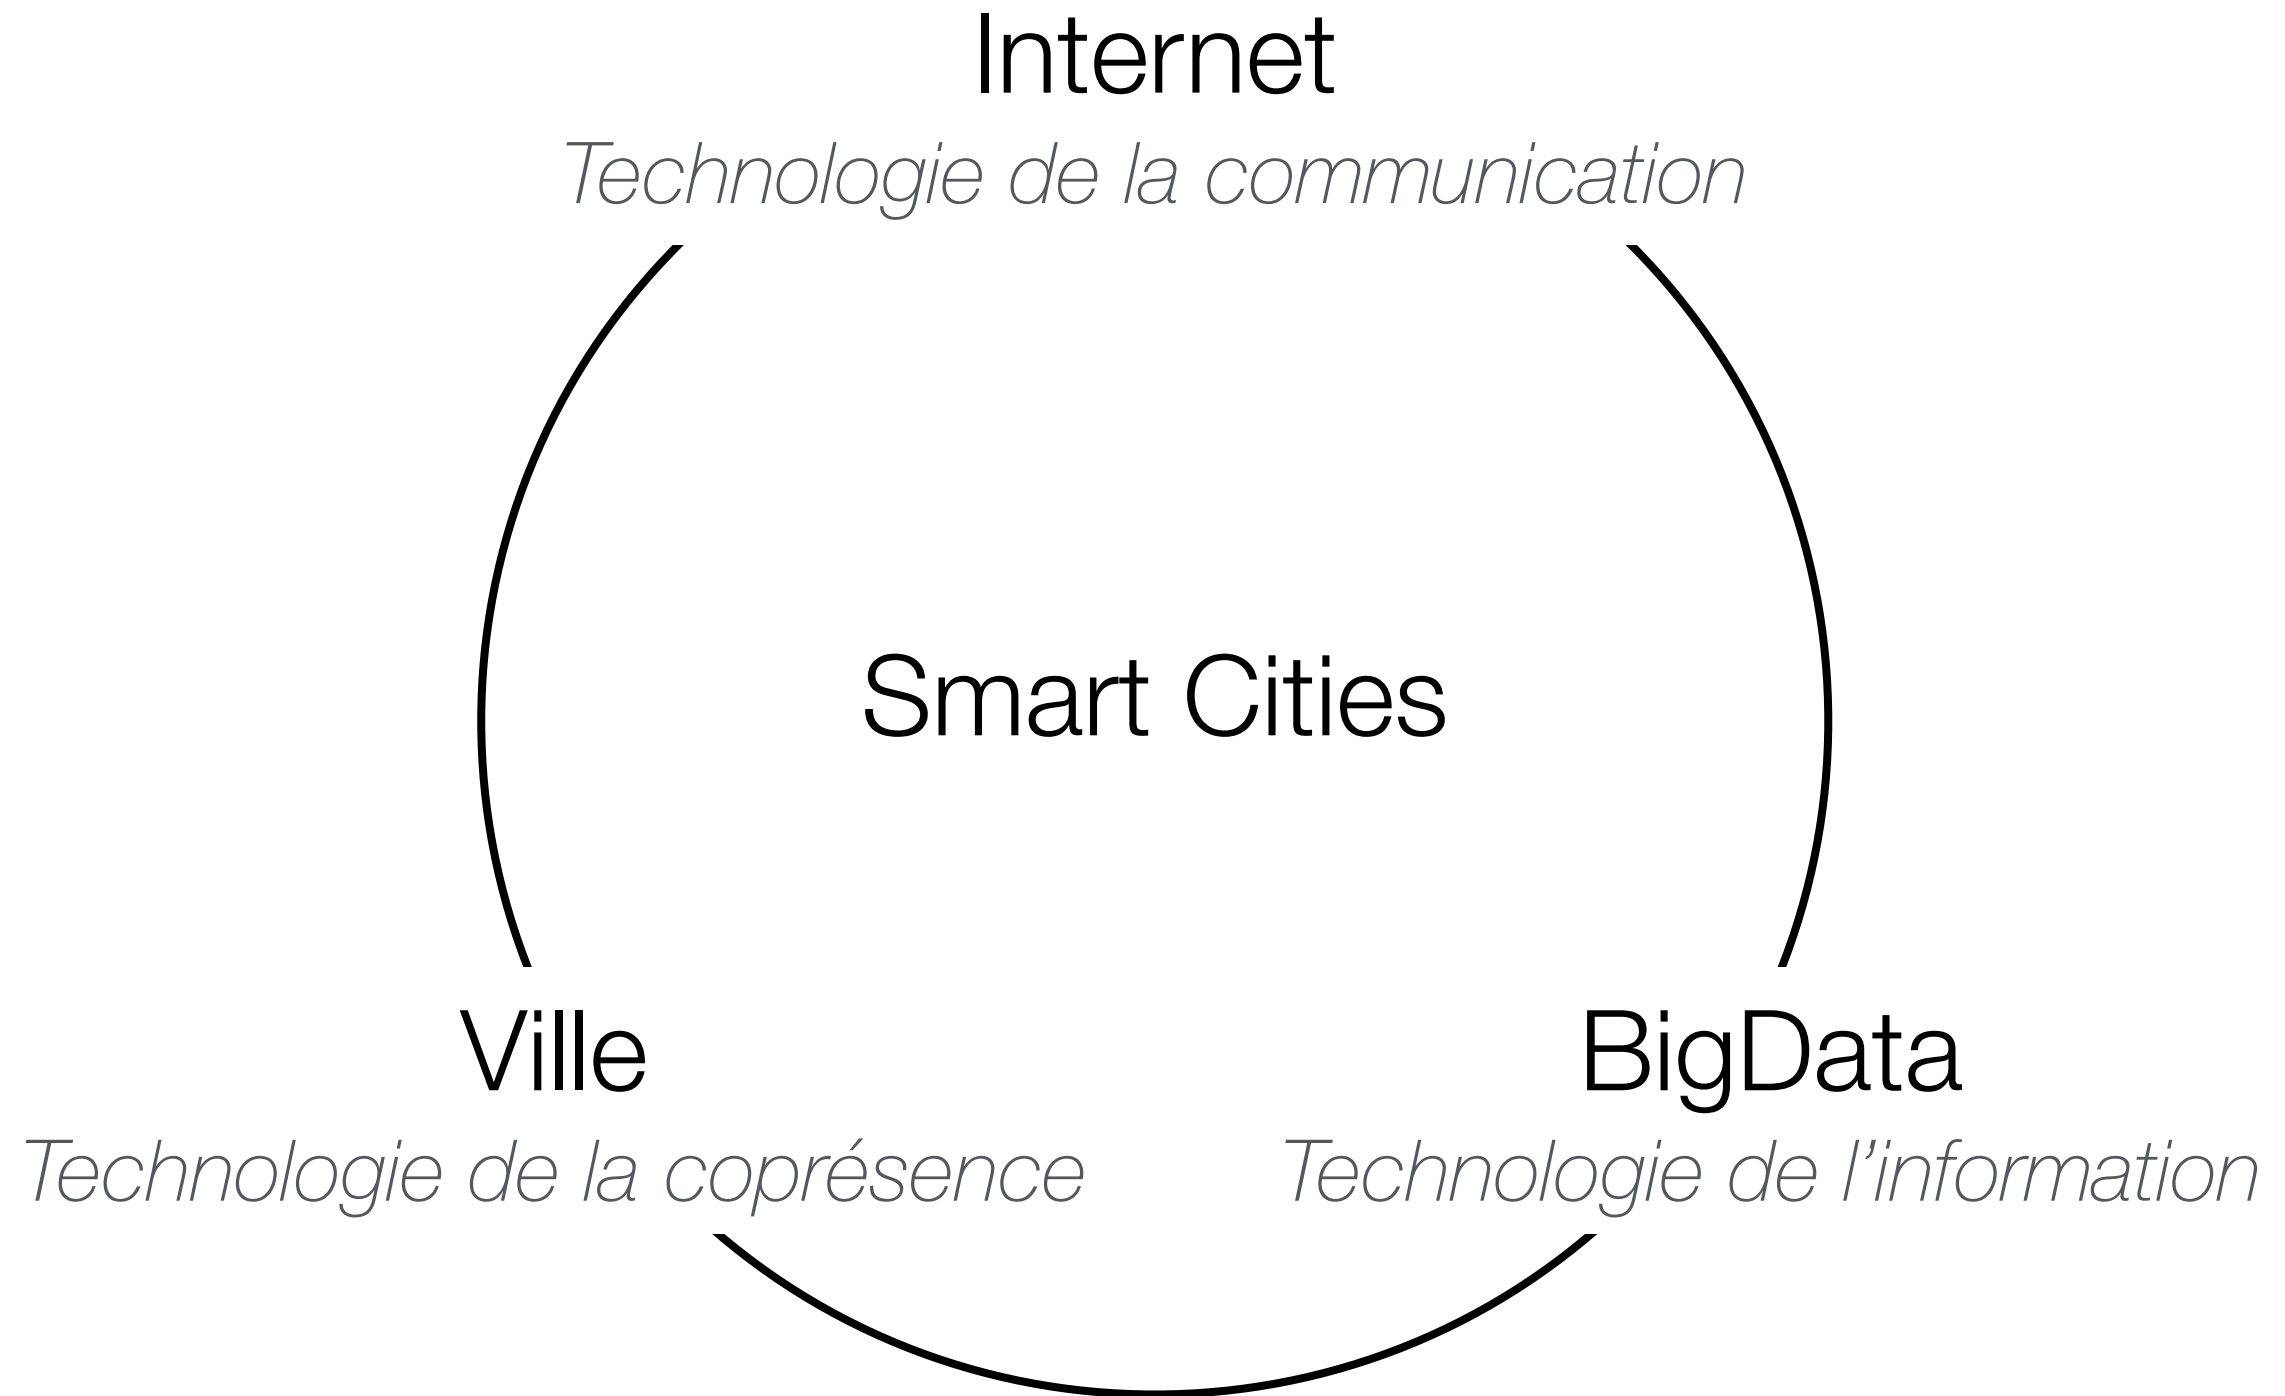 Internet
Technologie de la communication
Smart Cities
Ville
Technologie de la coprésence
BigData
Technologie de l’information